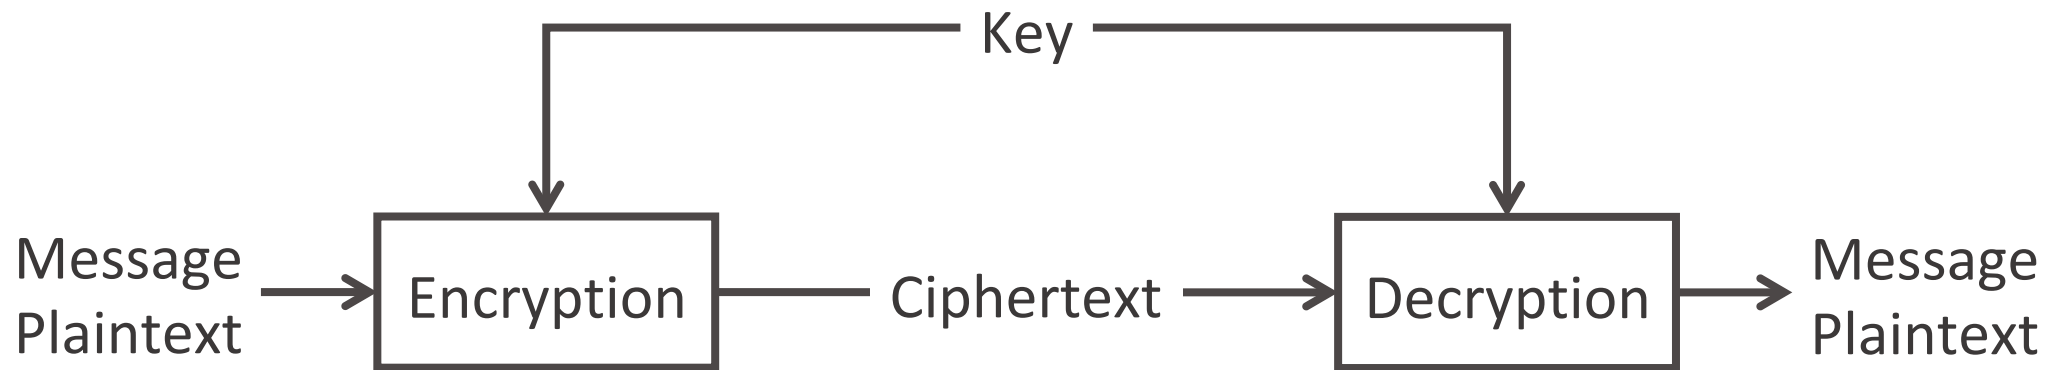 Key
Message
Plaintext
Encryption
Ciphertext
Decryption
Message
Plaintext